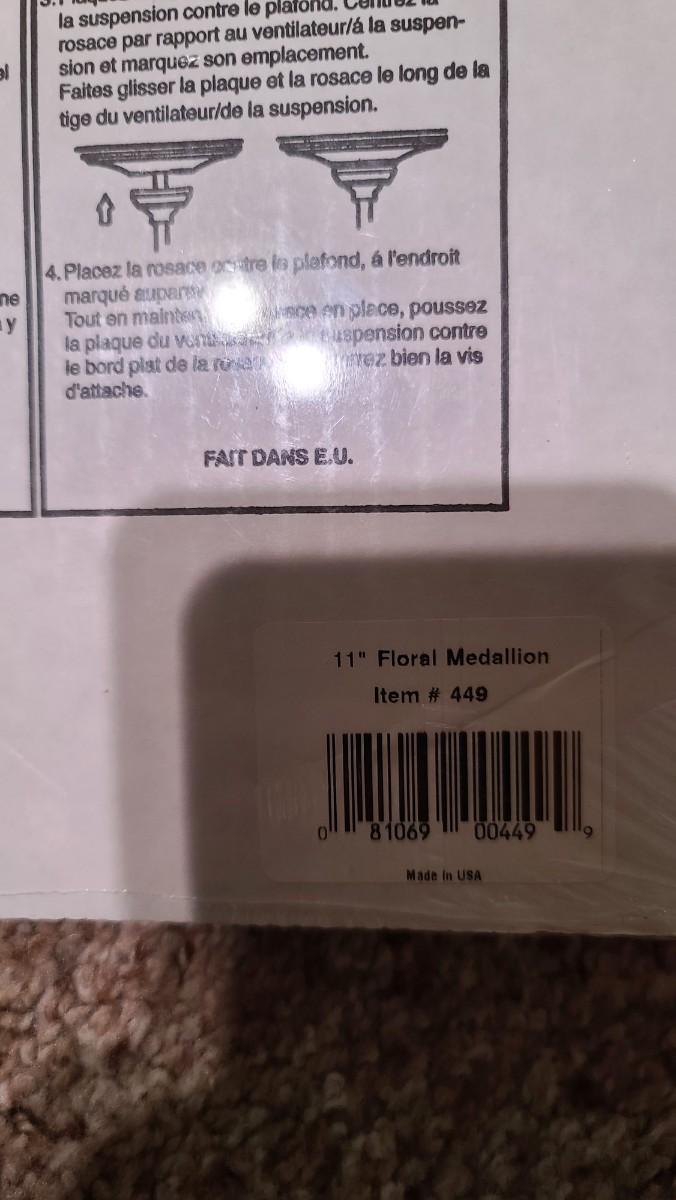 la suspension contre le plafond. Centrez la
rosace par rapport au ventilateur/á la suspen-
sion et marquez son emplacement.
Faites glisser la plaque et la rosace le long de la
tige du ventilateur/de la suspension.
4. Placez la rosace contre le plafond, á l'endroit
marqué
Tout en en place, poussez
la plaque du suspension contre
le bord plat de la bien la vis
d'attache.
FAIT DANS E.U.
ne
y
11" Floral Medallion
Item # 449
0 81069 00449 9
Made in USA